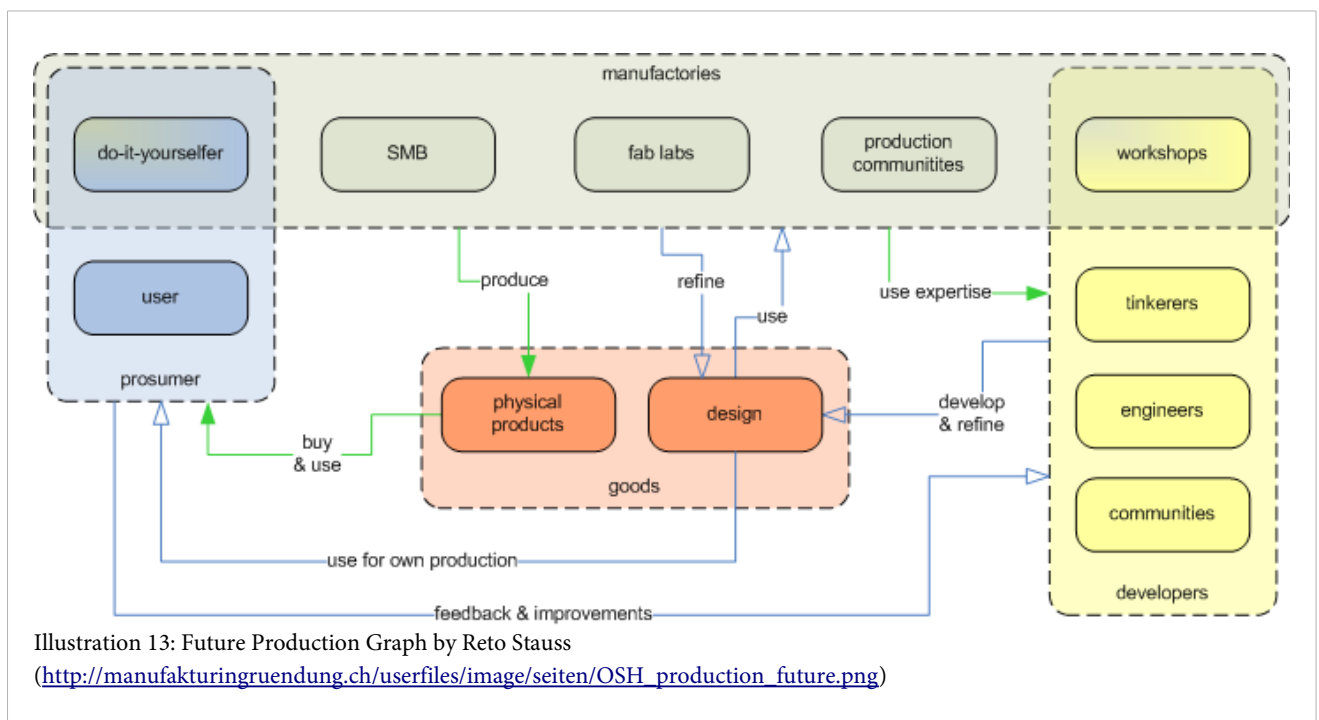 manufactories
do-it-yourselfer
SMB
fab labs
production
communitites
workshops
user
prosumer
produce
refine
use
use expertise
tinkerers
engineers
communities
developers
physical
products
design
goods
develop
& refine
buy
& use
use for own production
feedback & improvements
Illustration 13: Future Production Graph by Reto Stauss
(http://manufakturingruendung.ch/userfiles/image/seiten/OSH_production_future.png)